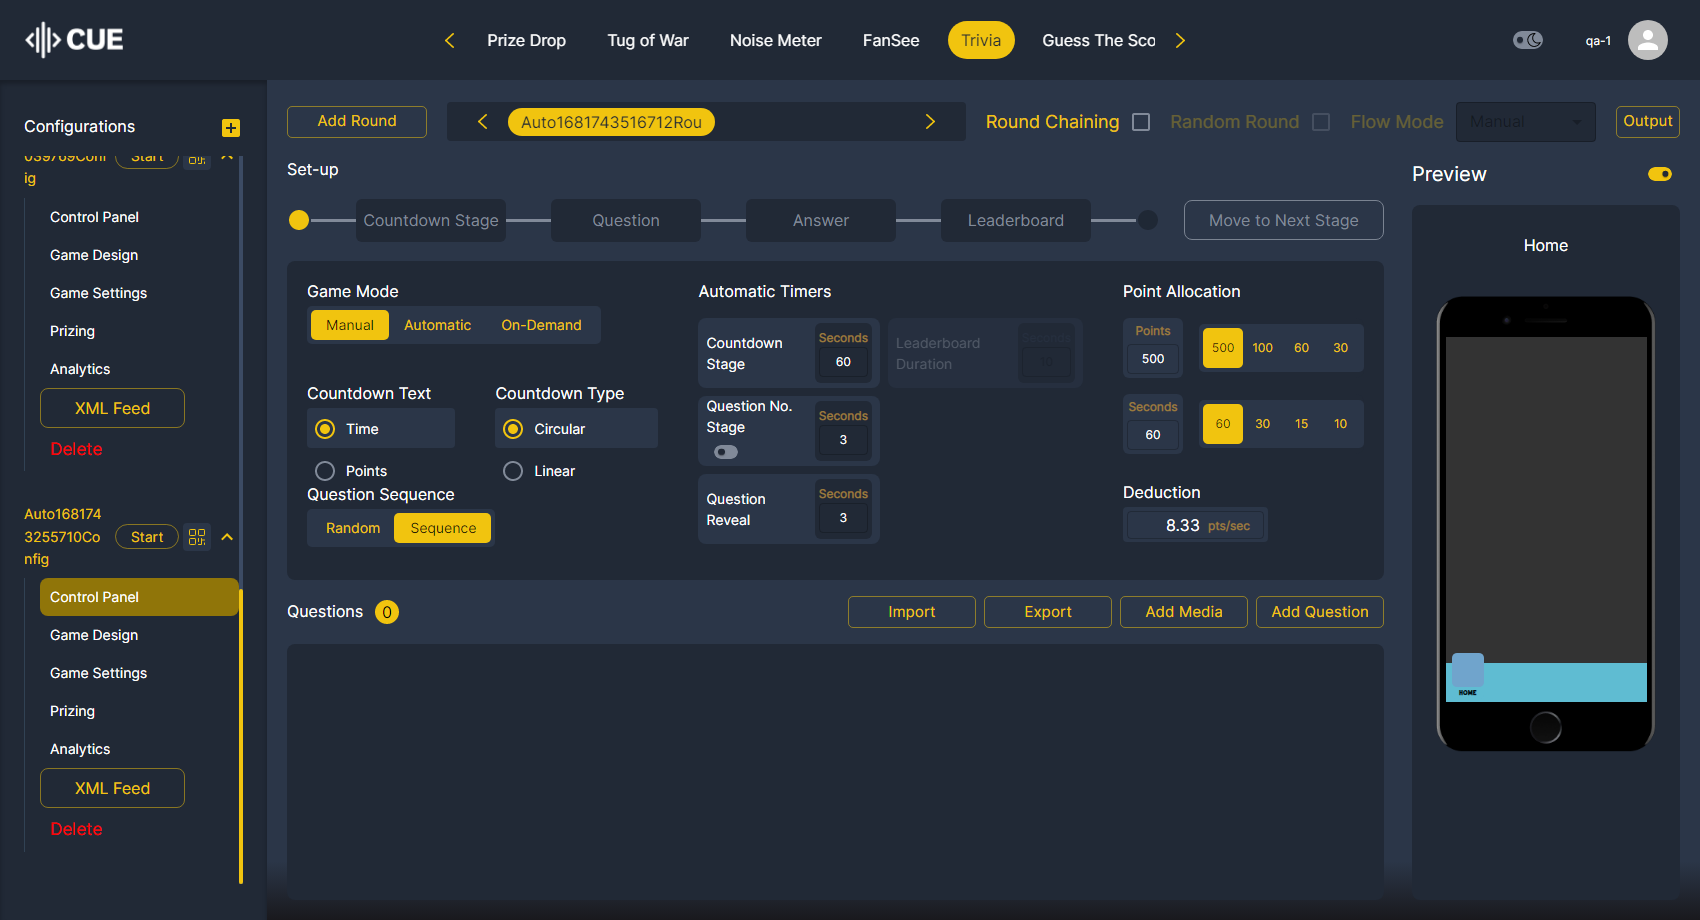 CUE
Prize Drop
Tug of War
Noise Meter
FanSee
Trivia
Guess The Sco
qa-1
Configurations
039769Conf
ig
Start
Control Panel
Game Design
Game Settings
Prizing
Analytics
XML Feed
Delete
Auto168174
3255710Co
nfig
Start
Control Panel
Game Design
Game Settings
Prizing
Analytics
XML Feed
Delete
Add Round
Auto1681743516712Rou
Round Chaining
Random Round
Flow Mode
Manual
Output
Set-up
Countdown Stage
Question
Answer
Leaderboard
Move to Next Stage
Game Mode
Manual
Automatic
On-Demand
Countdown Text
Time
Points
Countdown Type
Circular
Linear
Question Sequence
Random
Sequence
Automatic Timers
Countdown
Stage
Seconds
60
Leaderboard
Duration
Seconds
10
Question No.
Stage
Seconds
3
Question
Reveal
Seconds
3
Point Allocation
Points
500
500
100
60
30
Seconds
60
60
30
15
10
Deduction
8.33 pts/sec
Questions
0
Import
Export
Add Media
Add Question
Preview
Home
HOME